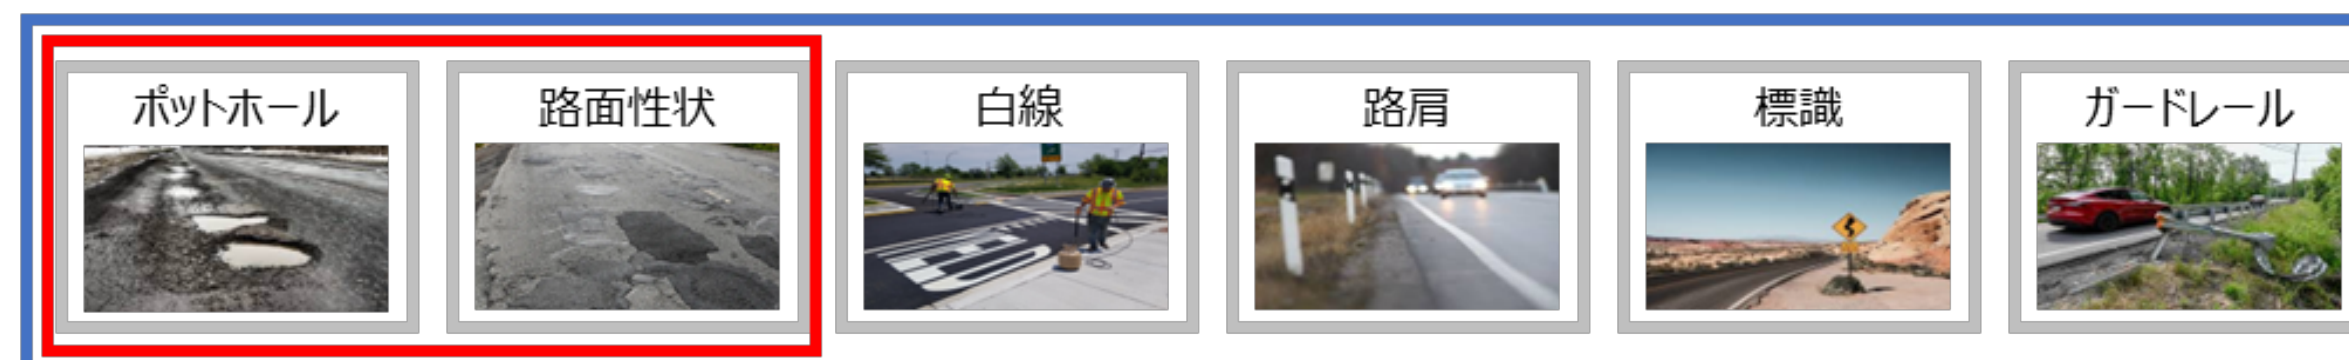 ポットホール
路面性状
白線
路肩
標識
ガードレール